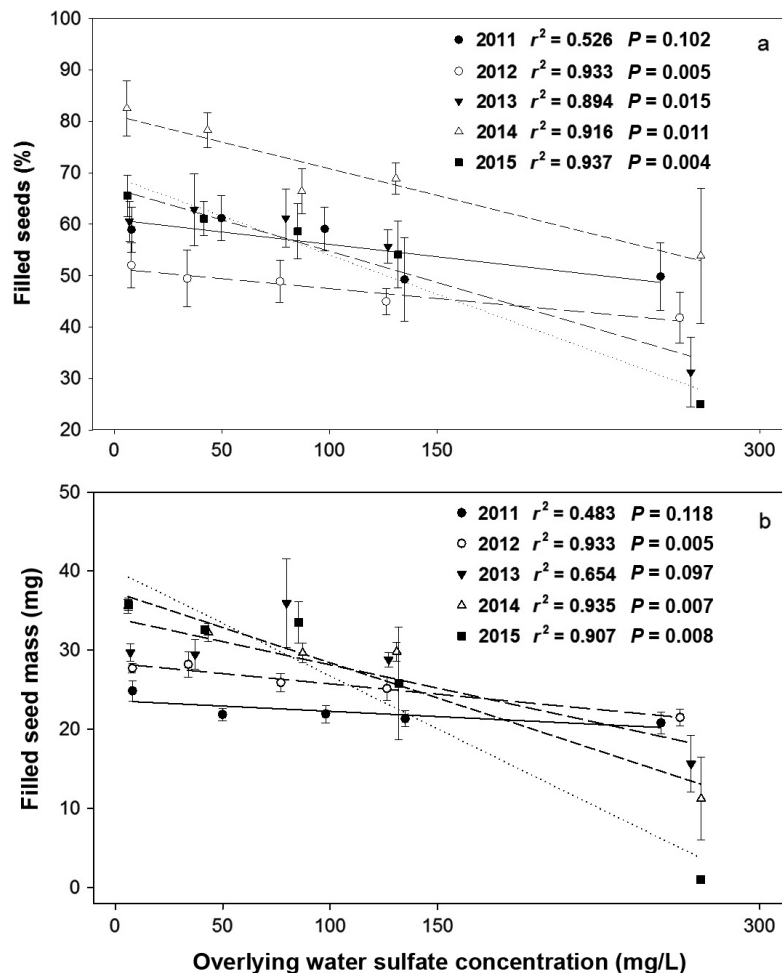 a
2011 r² = 0.526 P = 0.102
2012 r² = 0.933 P = 0.005
2013 r² = 0.894 P = 0.015
2014 r² = 0.916 P = 0.011
2015 r² = 0.937 P = 0.004
Filled seeds (%)
100
90
80
70
60
50
40
30
20
0
50
100
150
300
b
2011 r² = 0.483 P = 0.118
2012 r² = 0.933 P = 0.005
2013 r² = 0.654 P = 0.097
2014 r² = 0.935 P = 0.007
2015 r² = 0.907 P = 0.008
Filled seed mass (mg)
50
40
30
20
10
0
0
50
100
150
300
Overlying water sulfate concentration (mg/L)